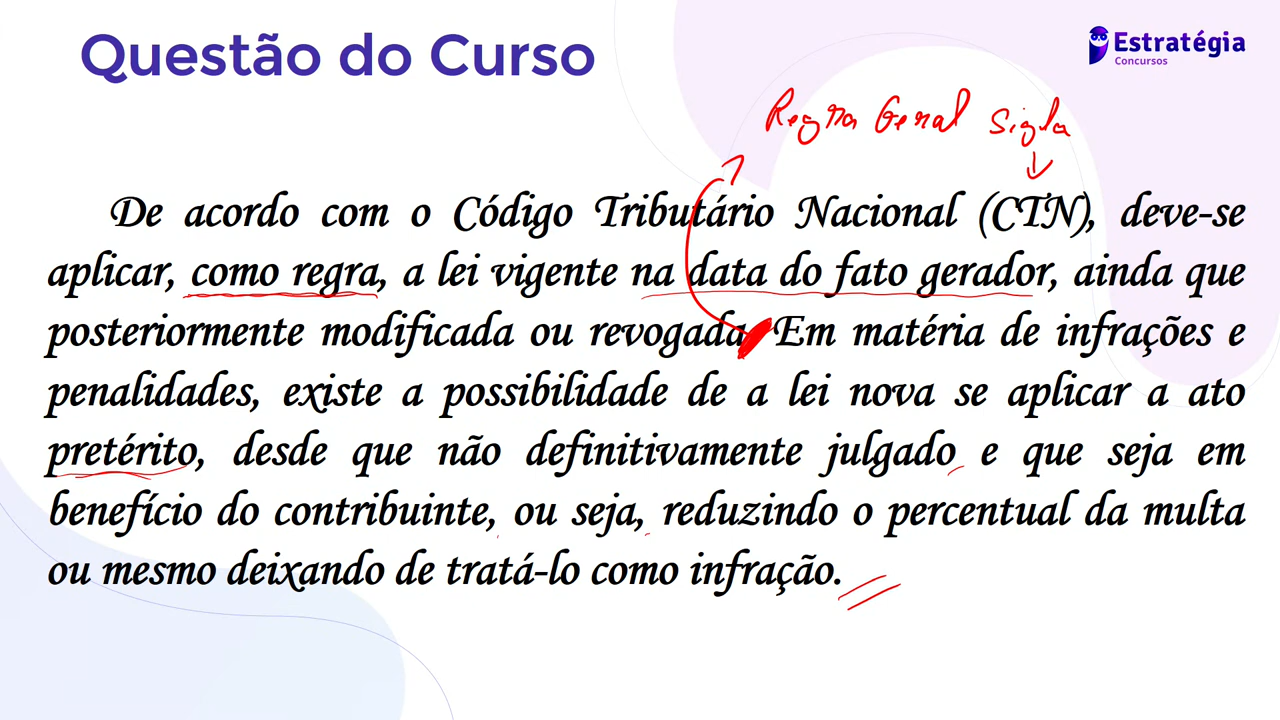 Questão do Curso
Estratégia
Concursos
Regra Geral Sigla
De acordo com o Código Tributário Nacional (CTN), deve-se
aplicar, como regra, a lei vigente na data do fato gerador, ainda que
posteriormente modificada ou revogada. Em matéria de infrações e
penalidades, existe a possibilidade de a lei nova se aplicar a ato
pretérito, desde que não definitivamente julgado e que seja em
benefício do contribuinte, ou seja, reduzindo o percentual da multa
ou mesmo deixando de tratá-lo como infração.